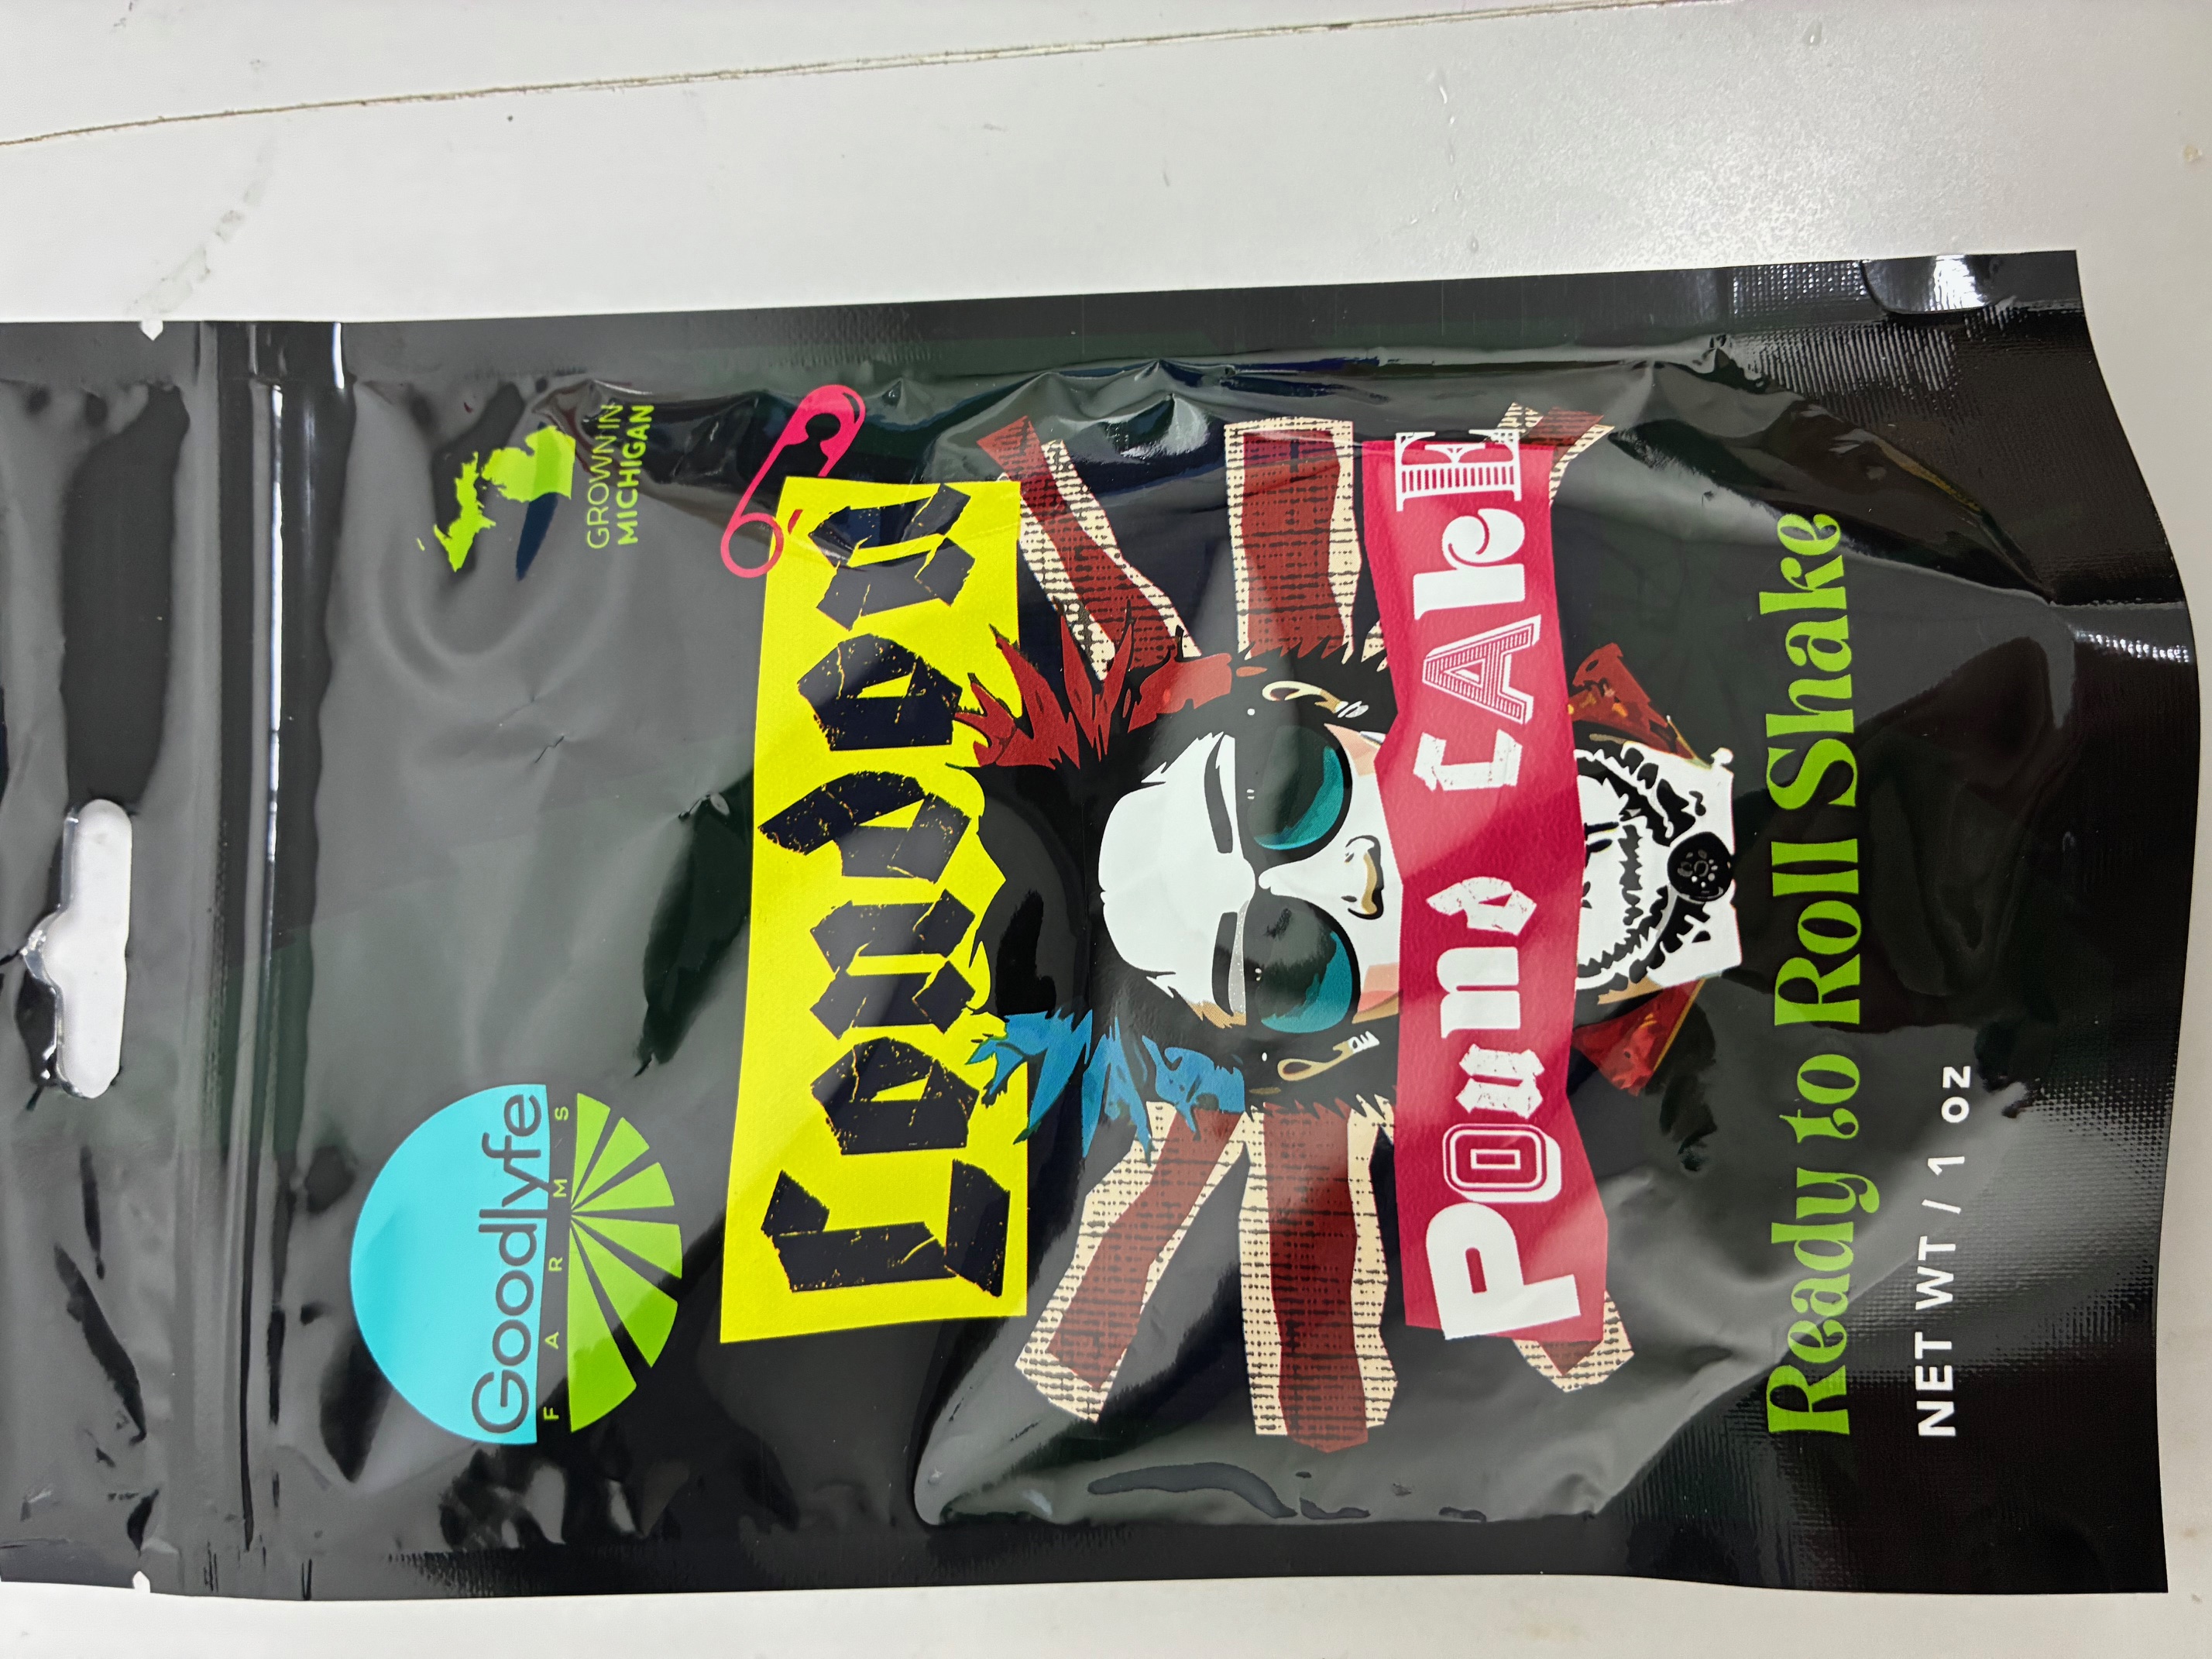 Goodlyfe
FARMS
GROWN IN
MICHIGAN
London
Pound CAkE
Ready to Roll Shake
NET WT / 1 OZ